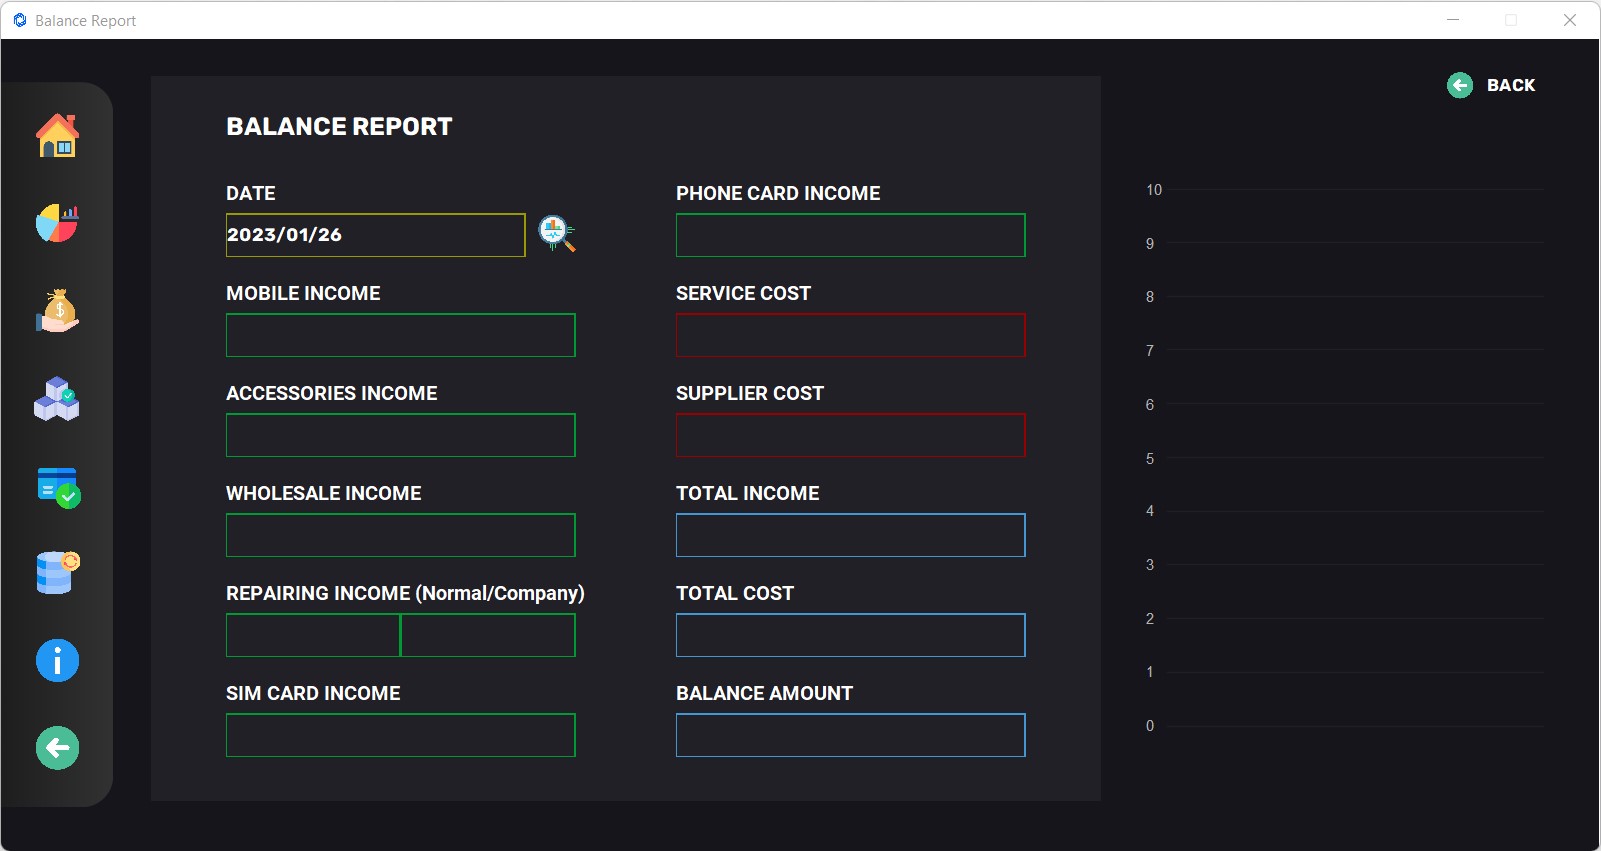 Balance Report
BACK
BALANCE REPORT
DATE
2023/01/26
MOBILE INCOME
ACCESSORIES INCOME
WHOLESALE INCOME
REPAIRING INCOME (Normal/Company)
SIM CARD INCOME
PHONE CARD INCOME
SERVICE COST
SUPPLIER COST
TOTAL INCOME
TOTAL COST
BALANCE AMOUNT
10
9
8
7
6
5
4
3
2
1
0